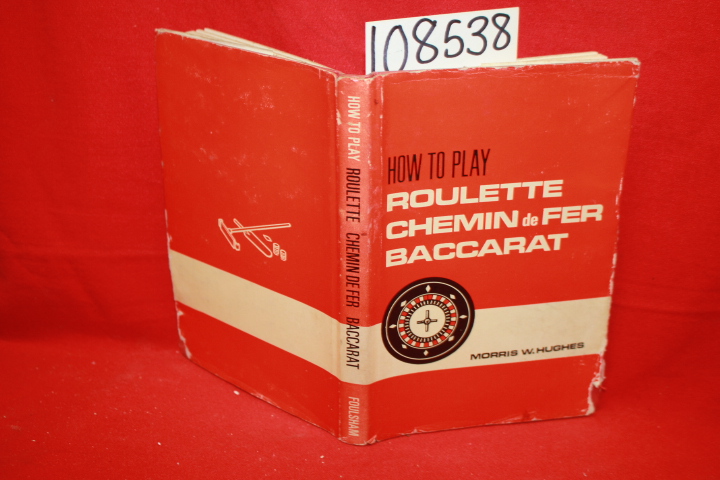 108538
HOW TO PLAY ROULETTE CHEMIN DE FER BACCARAT FOULSHAM
HOW TO PLAY
ROULETTE
CHEMIN de FER
BACCARAT
MORRIS W. HUGHES